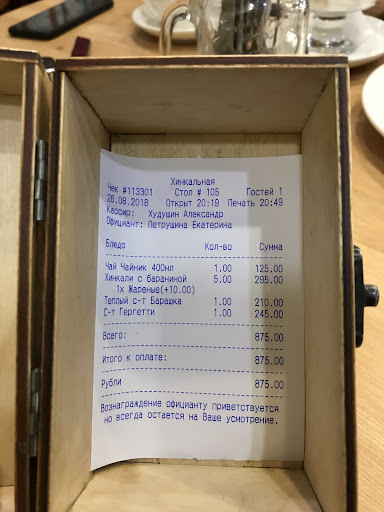 Хинкальная
Чек #113301 Стол # 105 Гостей 1
26.08.2018 Открыт 20:19 Печать 20:49
Кассир: Худушин Александр
Официант: Петрушина Екатерина
Блюдо Кол-во Сумма
Чай Чайник 400мл 1.00 125.00
Хинкали с бараниной 5.00 295.00
1x Жареные(+10.00)
Теплый с-т Барашка 1.00 210.00
С-т Гергетти 1.00 245.00
Всего: 875.00
Итого к оплате: 875.00
Рубли 875.00
Вознаграждение официанту приветствуется
но всегда остается на Ваше усмотрение.